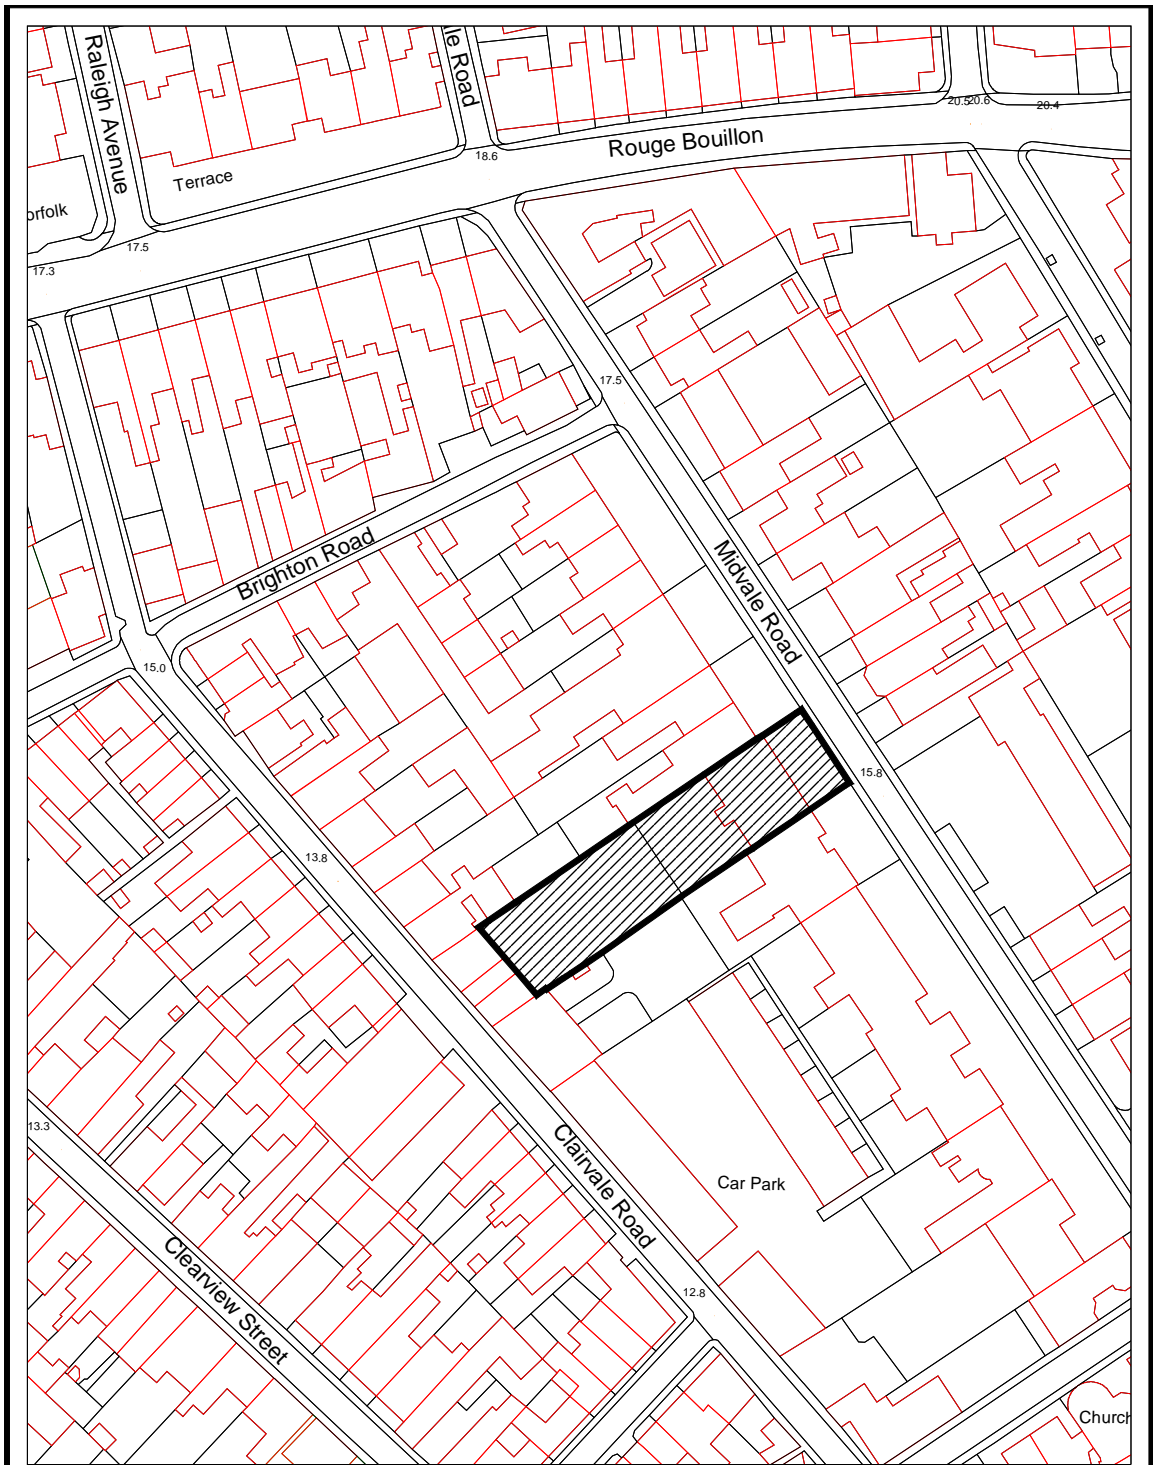 Raleigh Avenue
le Road
20.5
20.6
20.4
Rouge Bouillon
18.6
Terrace
orfolk
17.5
17.3
17.5
Brighton Road
Midvale Road
15.0
15.8
13.8
13.3
Clairvale Road
Car Park
Clearview Street
12.8
Church